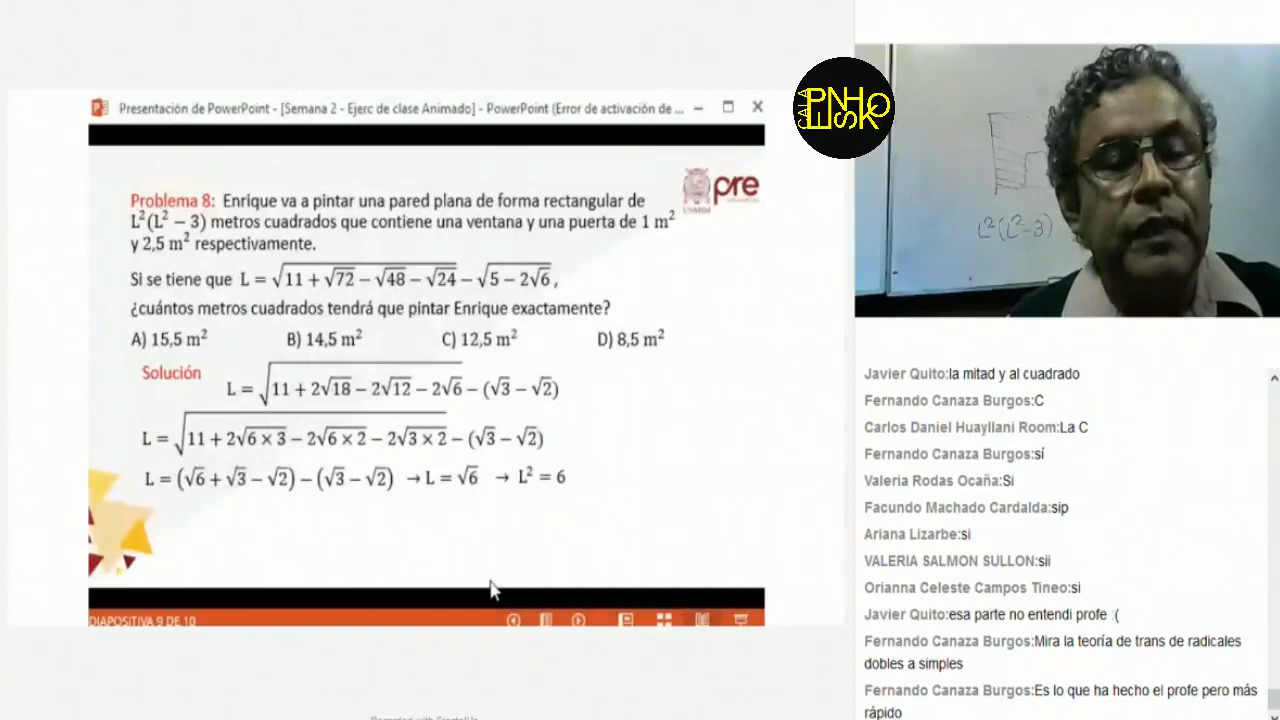 Presentación de PowerPoint - [Semana 2 - Ejerc de clase Animado] - PowerPoint (Error de activación de ...
pre
Problema 8: Enrique va a pintar una pared plana de forma rectangular de
L²(L² − 3) metros cuadrados que contiene una ventana y una puerta de 1 m²
y 2,5 m² respectivamente.
Si se tiene que L = √(11 + √72 − √48 − √24) − √(5 − 2√6) ,
¿cuántos metros cuadrados tendrá que pintar Enrique exactamente?
A) 15,5 m² B) 14,5 m² C) 12,5 m² D) 8,5 m²
Solución
L = √(11 + 2√18 − 2√12 − 2√6) − (√3 − √2)
L = √(11 + 2√(6 × 3) − 2√(6 × 2) − 2√(3 × 2)) − (√3 − √2)
L = (√6 + √3 − √2) − (√3 − √2) → L = √6 → L² = 6
DIAPOSITIVA 9 DE 10
CALA
PNHO
ESK
L²(L²−3)
Javier Quito:la mitad y al cuadrado
Fernando Canaza Burgos:C
Carlos Daniel Huayllani Room:La C
Fernando Canaza Burgos:sí
Valeria Rodas Ocaña:Si
Facundo Machado Cardalda:sip
Ariana Lizarbe:si
VALERIA SALMON SULLON:sii
Orianna Celeste Campos Tineo:si
Javier Quito:esa parte no entendi profe :(
Fernando Canaza Burgos:Mira la teoría de trans de radicales
dobles a simples
Fernando Canaza Burgos:Es lo que ha hecho el profe pero más
rápido